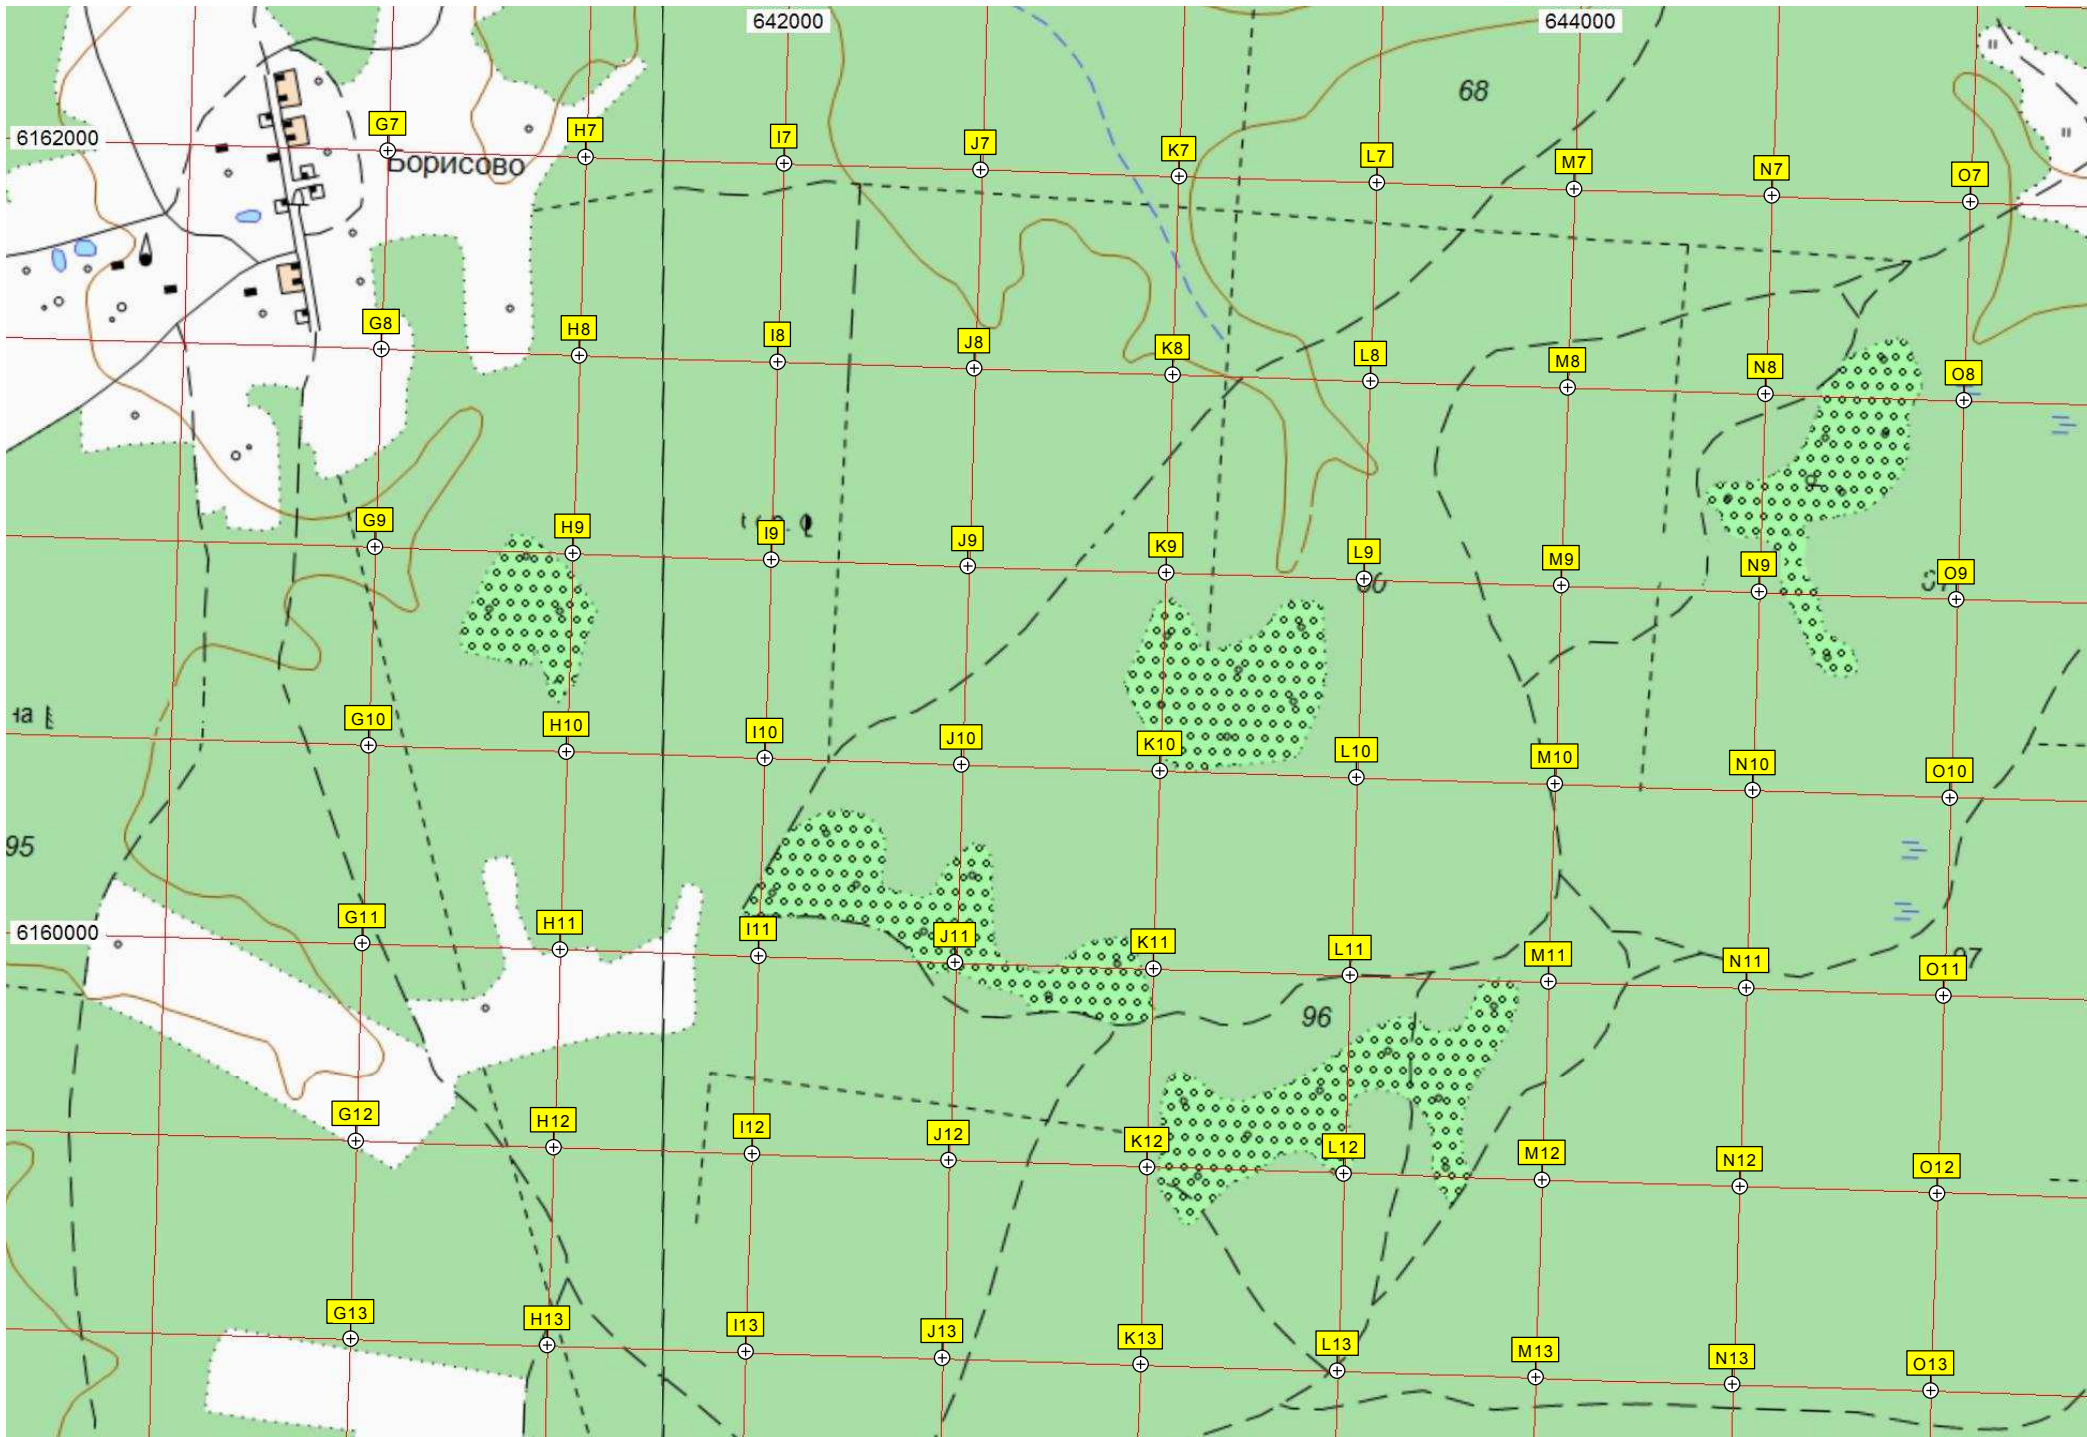 642000
644000
68
6162000
G7
H7
I7
J7
K7
L7
M7
N7
O7
Борисово
G8
H8
I8
J8
K8
L8
M8
N8
O8
G9
H9
I9
J9
K9
L9
M9
N9
O9
на
G10
H10
I10
J10
K10
L10
M10
N10
O10
95
6160000
G11
H11
I11
J11
K11
L11
M11
N11
O11
97
96
G12
H12
I12
J12
K12
L12
M12
N12
O12
G13
H13
I13
J13
K13
L13
M13
N13
O13